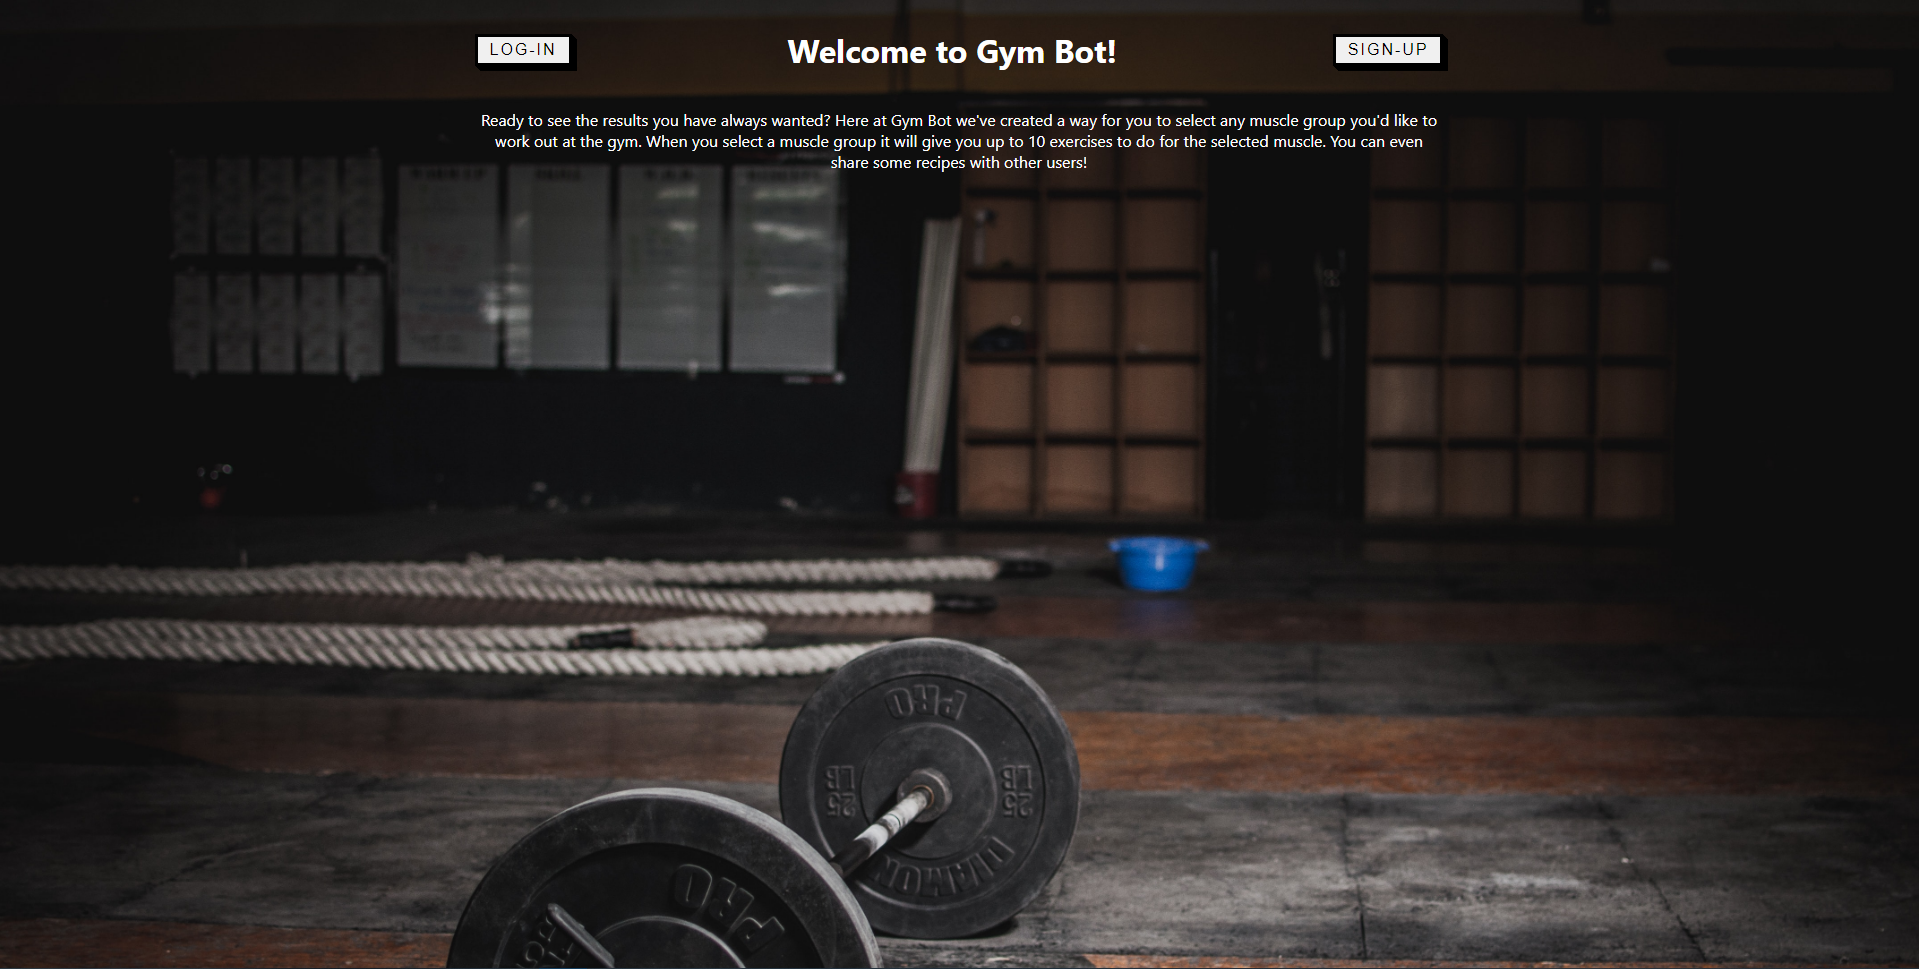 LOG-IN
Welcome to Gym Bot!
SIGN-UP
Ready to see the results you have always wanted? Here at Gym Bot we've created a way for you to select any muscle group you'd like to
work out at the gym. When you select a muscle group it will give you up to 10 exercises to do for the selected muscle. You can even
share some recipes with other users!
PRO
25
LB
25
LB
DIAMOND
PRO